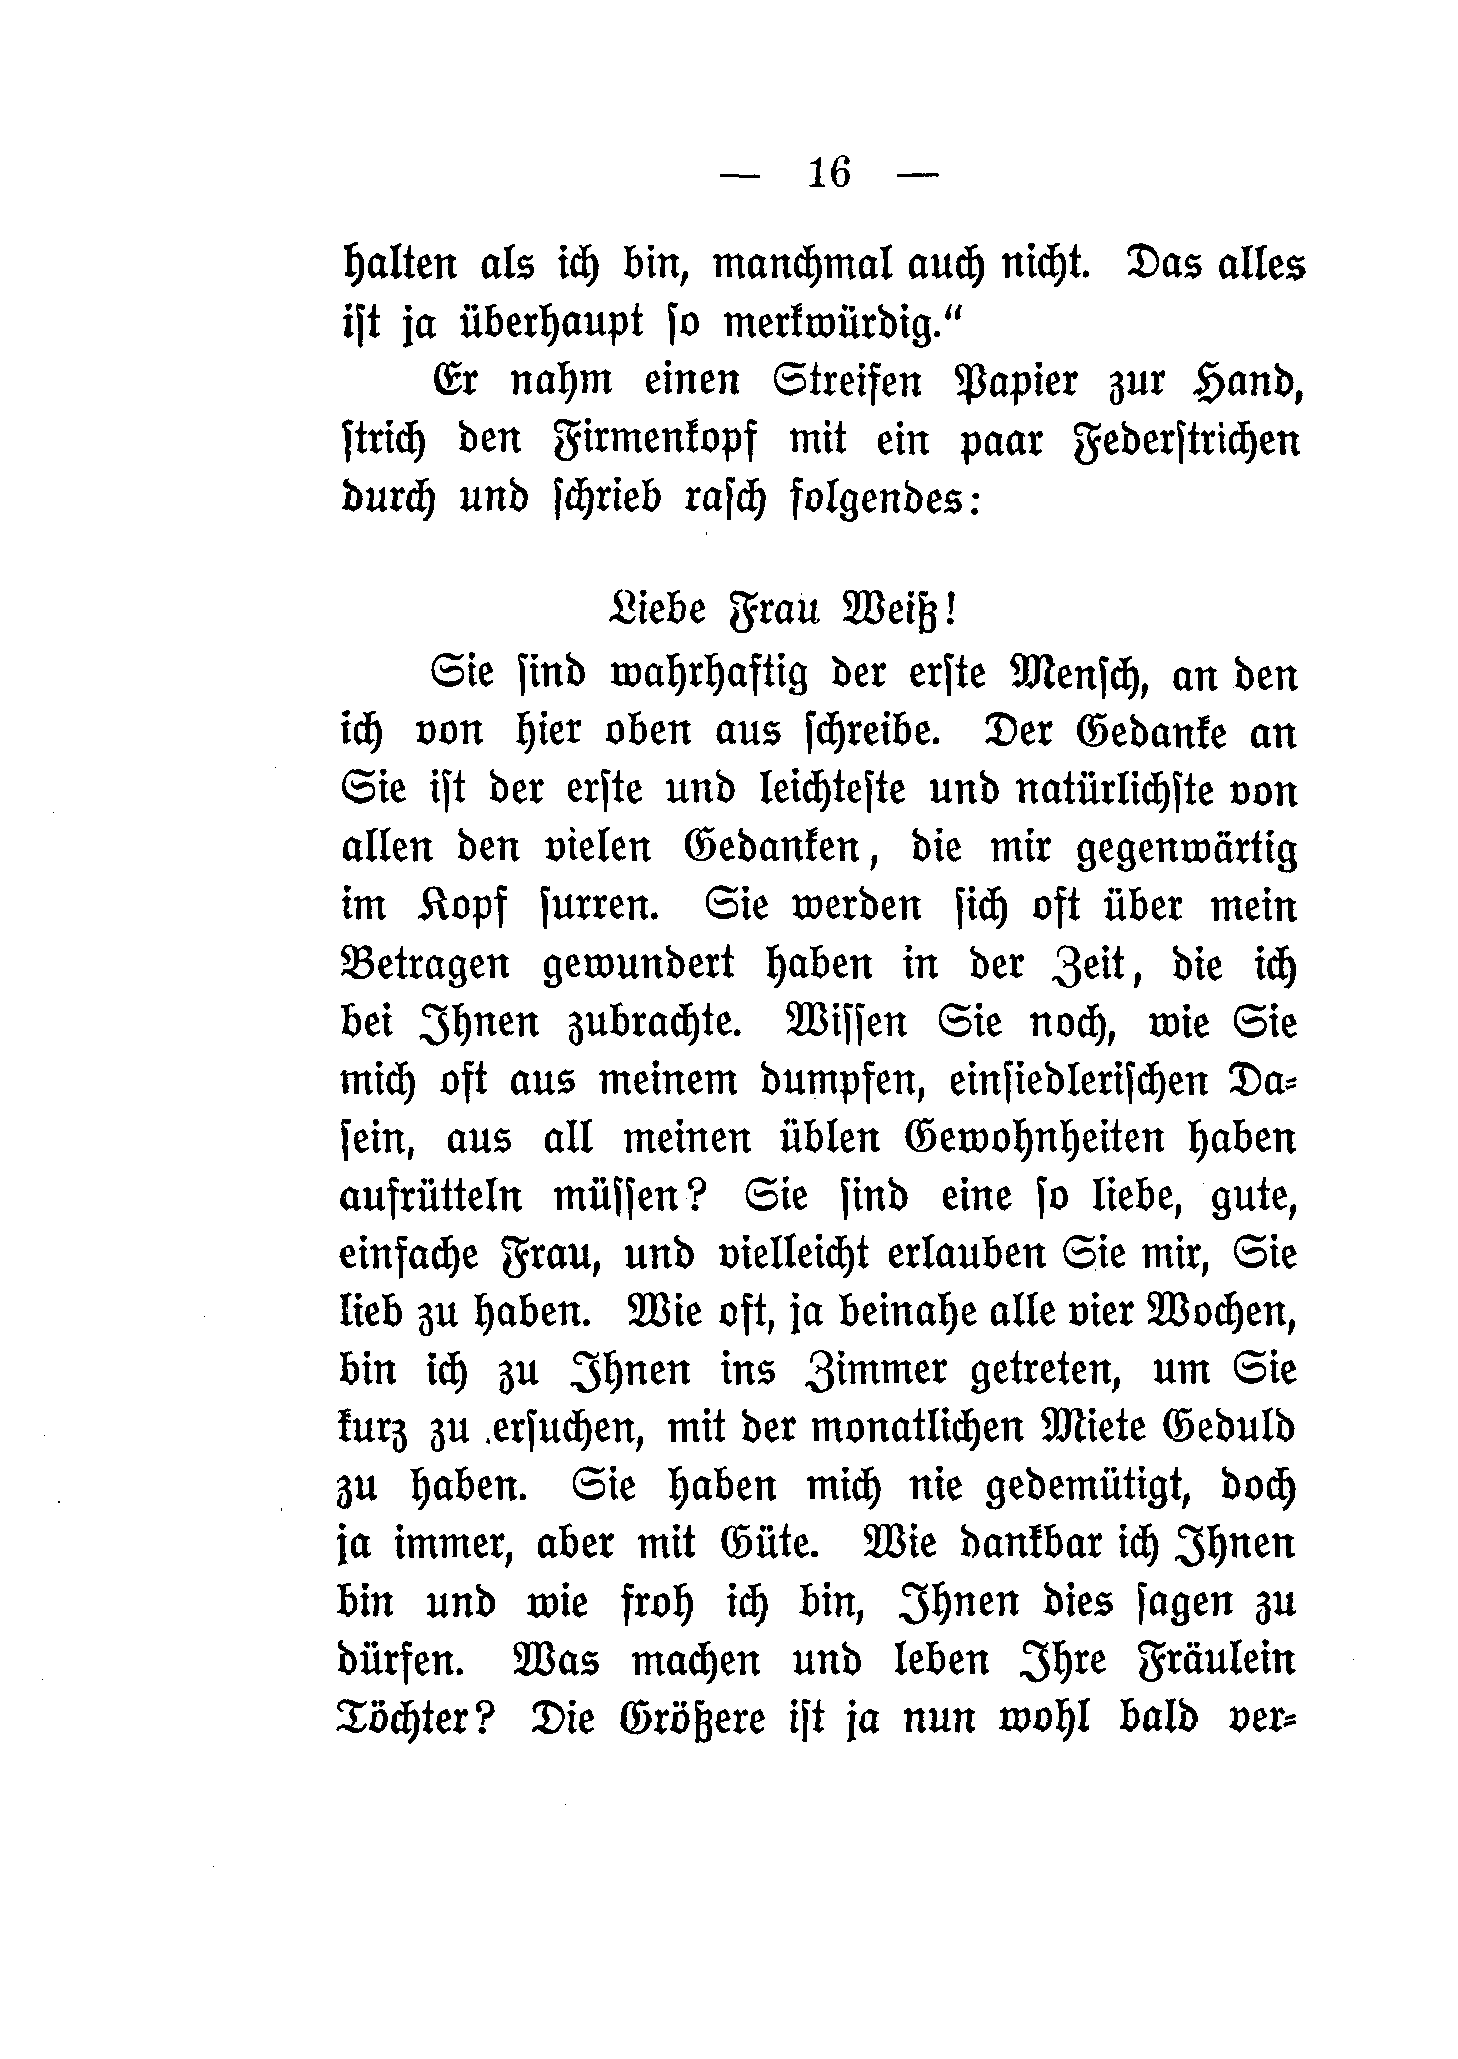 — 16 —
halten als ich bin, manchmal auch nicht. Das alles
iſt ja überhaupt ſo merkwürdig.“
Er nahm einen Streifen Papier zur Hand,
ſtrich den Firmenkopf mit ein paar Federſtrichen
durch und ſchrieb raſch folgendes:
Liebe Frau Weiß!
Sie ſind wahrhaftig der erſte Menſch, an den
ich von hier oben aus ſchreibe. Der Gedanke an
Sie iſt der erſte und leichteſte und natürlichſte von
allen den vielen Gedanken, die mir gegenwärtig
im Kopf ſurren. Sie werden ſich oft über mein
Betragen gewundert haben in der Zeit, die ich
bei Ihnen zubrachte. Wiſſen Sie noch, wie Sie
mich oft aus meinem dumpfen, einſiedleriſchen Da⸗
ſein, aus all meinen üblen Gewohnheiten haben
aufrütteln müſſen? Sie ſind eine ſo liebe, gute,
einfache Frau, und vielleicht erlauben Sie mir, Sie
lieb zu haben. Wie oft, ja beinahe alle vier Wochen,
bin ich zu Ihnen ins Zimmer getreten, um Sie
kurz zu erſuchen, mit der monatlichen Miete Geduld
zu haben. Sie haben mich nie gedemütigt, doch
ja immer, aber mit Güte. Wie dankbar ich Ihnen
bin und wie froh ich bin, Ihnen dies ſagen zu
dürfen. Was machen und leben Ihre Fräulein
Töchter? Die Größere iſt ja nun wohl bald ver⸗